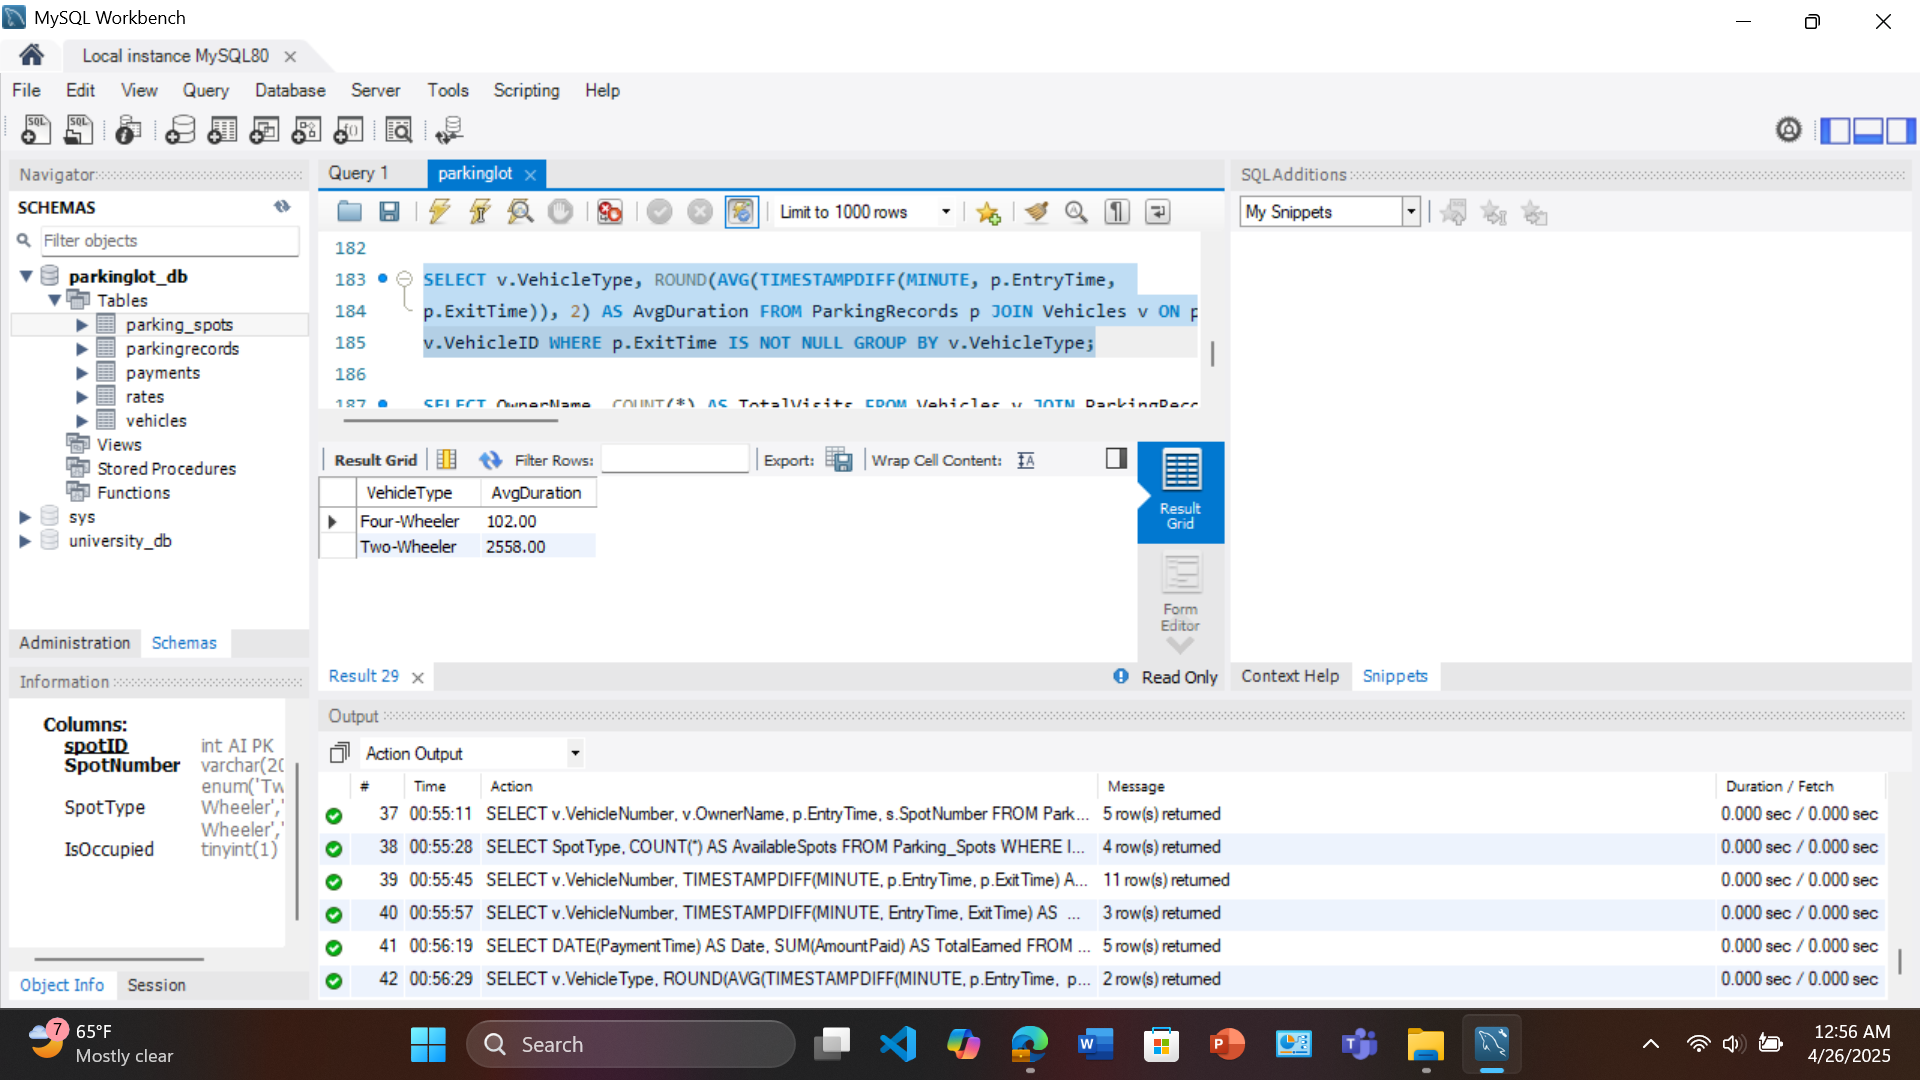 MySQL Workbench
Local instance MySQL80
File Edit View Query Database Server Tools Scripting Help
Navigator
SCHEMAS
Filter objects
parkinglot_db
Tables
parking_spots
parkingrecords
payments
rates
vehicles
Views
Stored Procedures
Functions
sys
university_db
Administration Schemas
Information
Columns:
spotID int AI PK
SpotNumber varchar(20
enum('Tw
SpotType Wheeler','
Wheeler','
IsOccupied tinyint(1)
Object Info Session
Query 1 parkinglot
Limit to 1000 rows
182
183 SELECT v.VehicleType, ROUND(AVG(TIMESTAMPDIFF(MINUTE, p.EntryTime,
184 p.ExitTime)), 2) AS AvgDuration FROM ParkingRecords p JOIN Vehicles v ON p
185 v.VehicleID WHERE p.ExitTime IS NOT NULL GROUP BY v.VehicleType;
186
187 SELECT OwnerName, COUNT(*) AS TotalVisits FROM Vehicles v JOIN ParkingRecc
Result Grid Filter Rows: Export: Wrap Cell Content:
VehicleType AvgDuration
Four-Wheeler 102.00
Two-Wheeler 2558.00
Result
Grid
Form
Editor
Result 29 Read Only
SQLAdditions
My Snippets
Context Help Snippets
Output
Action Output
# Time Action Message Duration / Fetch
37 00:55:11 SELECT v.VehicleNumber, v.OwnerName, p.EntryTime, s.SpotNumber FROM Park... 5 row(s) returned 0.000 sec / 0.000 sec
38 00:55:28 SELECT SpotType, COUNT(*) AS AvailableSpots FROM Parking_Spots WHERE I... 4 row(s) returned 0.000 sec / 0.000 sec
39 00:55:45 SELECT v.VehicleNumber, TIMESTAMPDIFF(MINUTE, p.EntryTime, p.ExitTime) A... 11 row(s) returned 0.000 sec / 0.000 sec
40 00:55:57 SELECT v.VehicleNumber, TIMESTAMPDIFF(MINUTE, EntryTime, ExitTime) AS ... 3 row(s) returned 0.000 sec / 0.000 sec
41 00:56:19 SELECT DATE(PaymentTime) AS Date, SUM(AmountPaid) AS TotalEarned FROM ... 5 row(s) returned 0.000 sec / 0.000 sec
42 00:56:29 SELECT v.VehicleType, ROUND(AVG(TIMESTAMPDIFF(MINUTE, p.EntryTime, p... 2 row(s) returned 0.000 sec / 0.000 sec
7
65°F
Mostly clear
Search
12:56 AM
4/26/2025